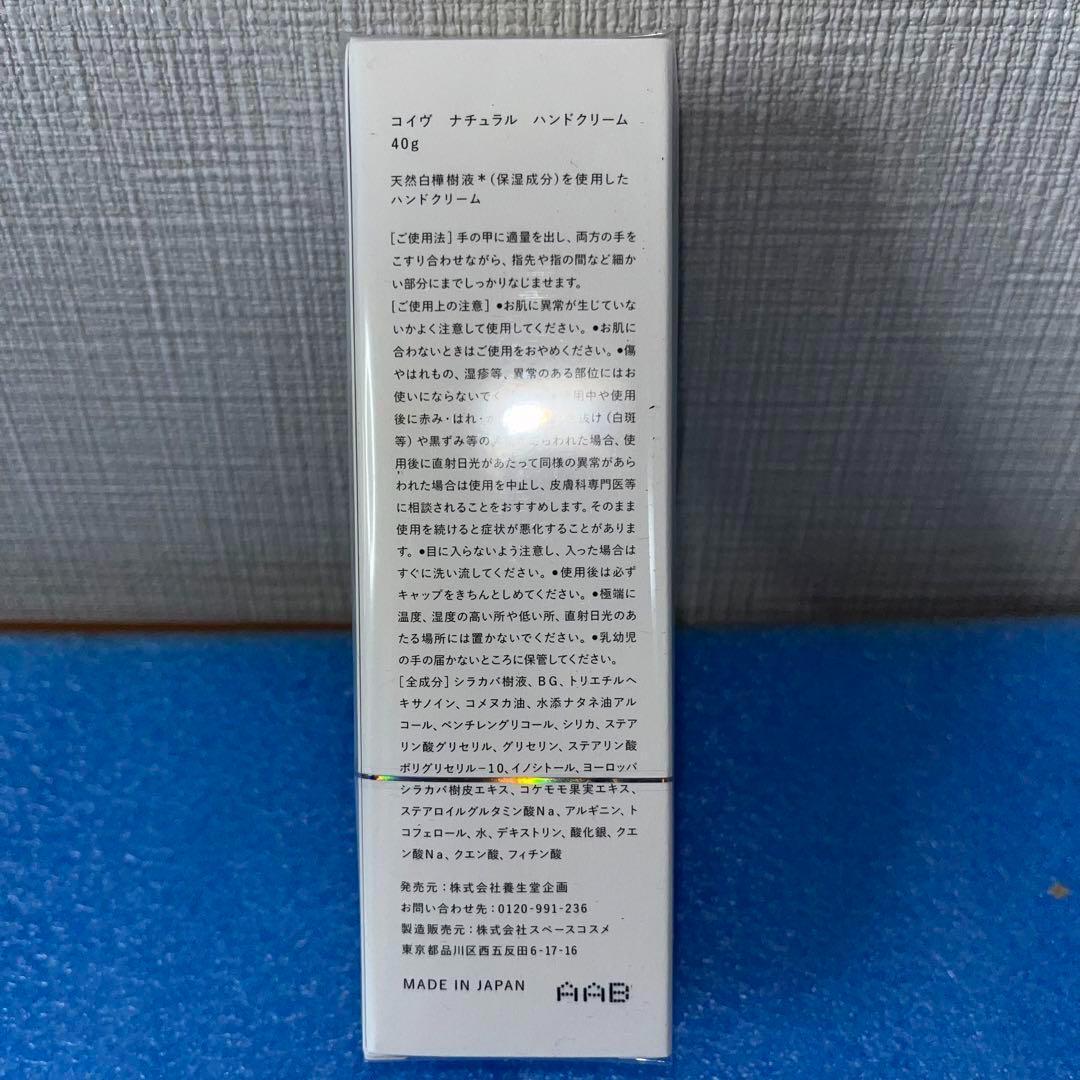 コイヴ ナチュラル ハンドクリーム
40g
天然白樺樹液*(保湿成分)を使用した
ハンドクリーム
[ご使用法]手の甲に適量を出し、両方の手を
こすり合わせながら、指先や指の間など細か
い部分にまでしっかりなじませます。
[ご使用上の注意]●お肌に異常が生じていな
いかよく注意して使用してください。●お肌に
合わないときはご使用をおやめください。●傷
やはれもの、湿疹等、異常のある部位にはお
使いにならないでく 使用中や使用
後に赤み・はれ・か 抜け(白斑
等)や黒ずみ等の らわれた場合、使
用後に直射日光があたって同様の異常があら
われた場合は使用を中止し、皮膚科専門医等
に相談されることをおすすめします。そのまま
使用を続けると症状が悪化することがありま
す。●目に入らないよう注意し、入った場合は
すぐに洗い流してください。●使用後は必ず
キャップをきちんとしめてください。●極端に
温度、湿度の高い所や低い所、直射日光のあ
たる場所には置かないでください。●乳幼児
の手の届かないところに保管してください。
[全成分]シラカバ樹液、BG、トリエチルヘ
キサノイン、コメヌカ油、水添ナタネ油アル
コール、ペンチレングリコール、シリカ、ステア
リン酸グリセリル、グリセリン、ステアリン酸
ポリグリセリル-10、イノシトール、ヨーロッパ
シラカバ樹皮エキス、コケモモ果実エキス、
ステアロイルグルタミン酸Na、アルギニン、ト
コフェロール、水、デキストリン、酸化銀、クエ
ン酸Na、クエン酸、フィチン酸
発売元:株式会社養生堂企画
お問い合わせ先:0120-991-236
製造販売元:株式会社スペースコスメ
東京都品川区西五反田6-17-16
MADE IN JAPAN AAB